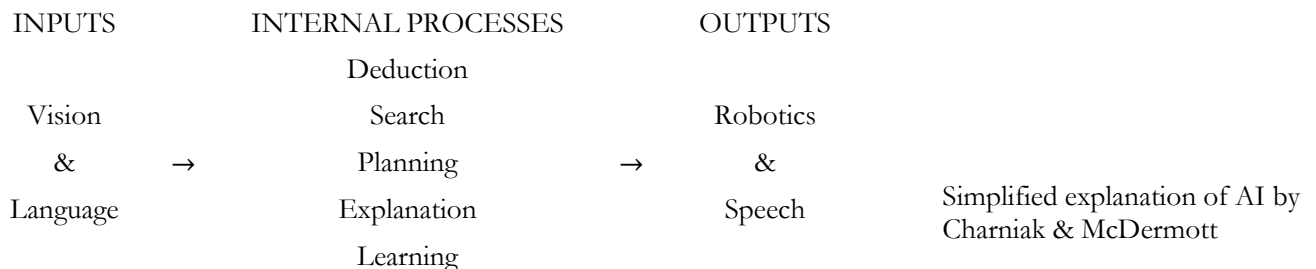 INPUTS INTERNAL PROCESSES OUTPUTS
Deduction
Vision Search Robotics
& → Planning → &
Language Explanation Speech
Learning
Simplified explanation of AI by
Charniak & McDermott